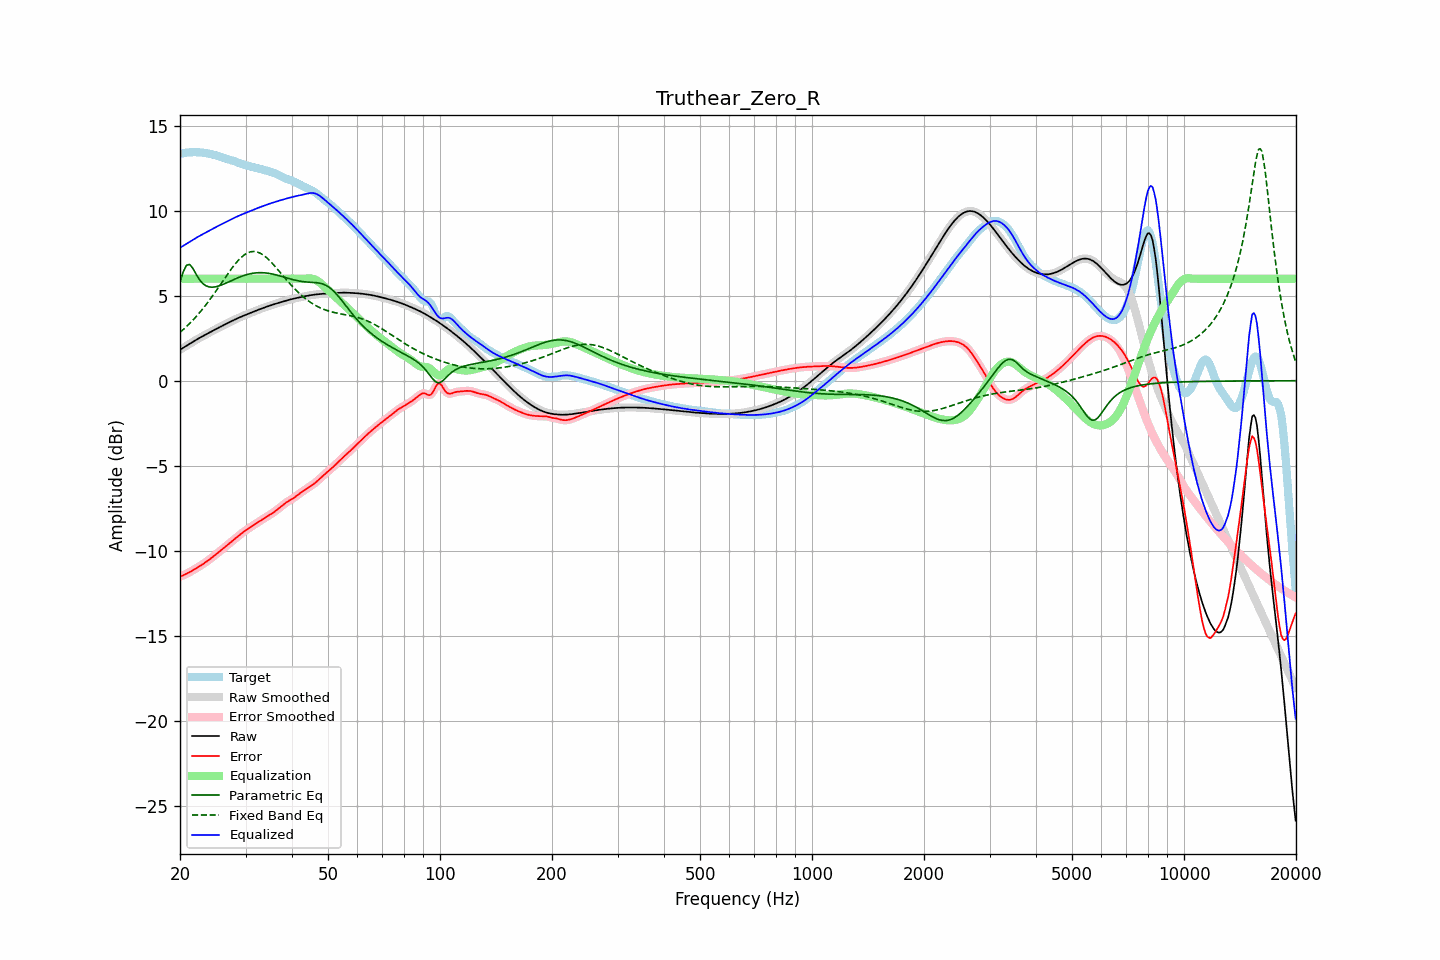 Truthear_Zero_R
15
10
5
0
−5
−10
−15
−20
−25
Amplitude (dBr)
Target
Raw Smoothed
Error Smoothed
Raw
Error
Equalization
Parametric Eq
Fixed Band Eq
Equalized
20 50 100 200 500 1000 2000 5000 10000 20000
Frequency (Hz)